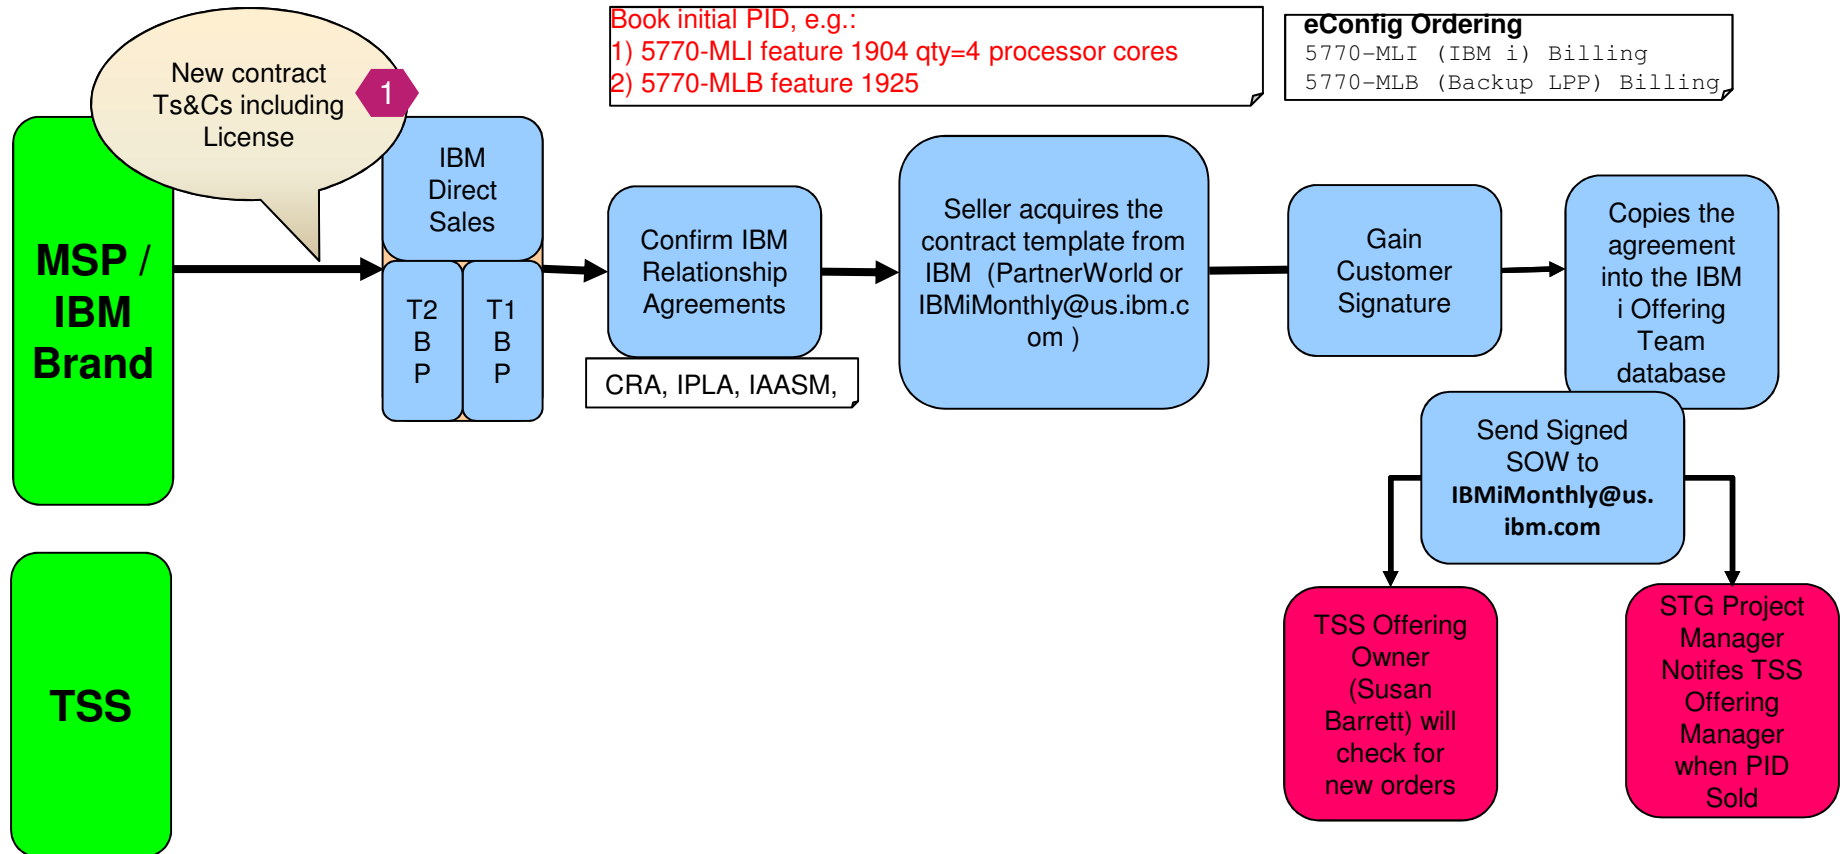 Book initial PID, e.g.:
1) 5770-MLI feature 1904 qty=4 processor cores
2) 5770-MLB feature 1925
eConfig Ordering
5770-MLI (IBM i) Billing
5770-MLB (Backup LPP) Billing
New contract
Ts&Cs including
License
1
MSP /
IBM
Brand
IBM
Direct
Sales
T2
B
P
T1
B
P
Confirm IBM
Relationship
Agreements
CRA, IPLA, IAASM,
Seller acquires the
contract template from
IBM (PartnerWorld or
IBMiMonthly@us.ibm.c
om )
Gain
Customer
Signature
Copies the
agreement
into the IBM
i Offering
Team
database
Send Signed
SOW to
IBMiMonthly@us.
ibm.com
TSS
TSS Offering
Owner
(Susan
Barrett) will
check for
new orders
STG Project
Manager
Notifes TSS
Offering
Manager
when PID
Sold